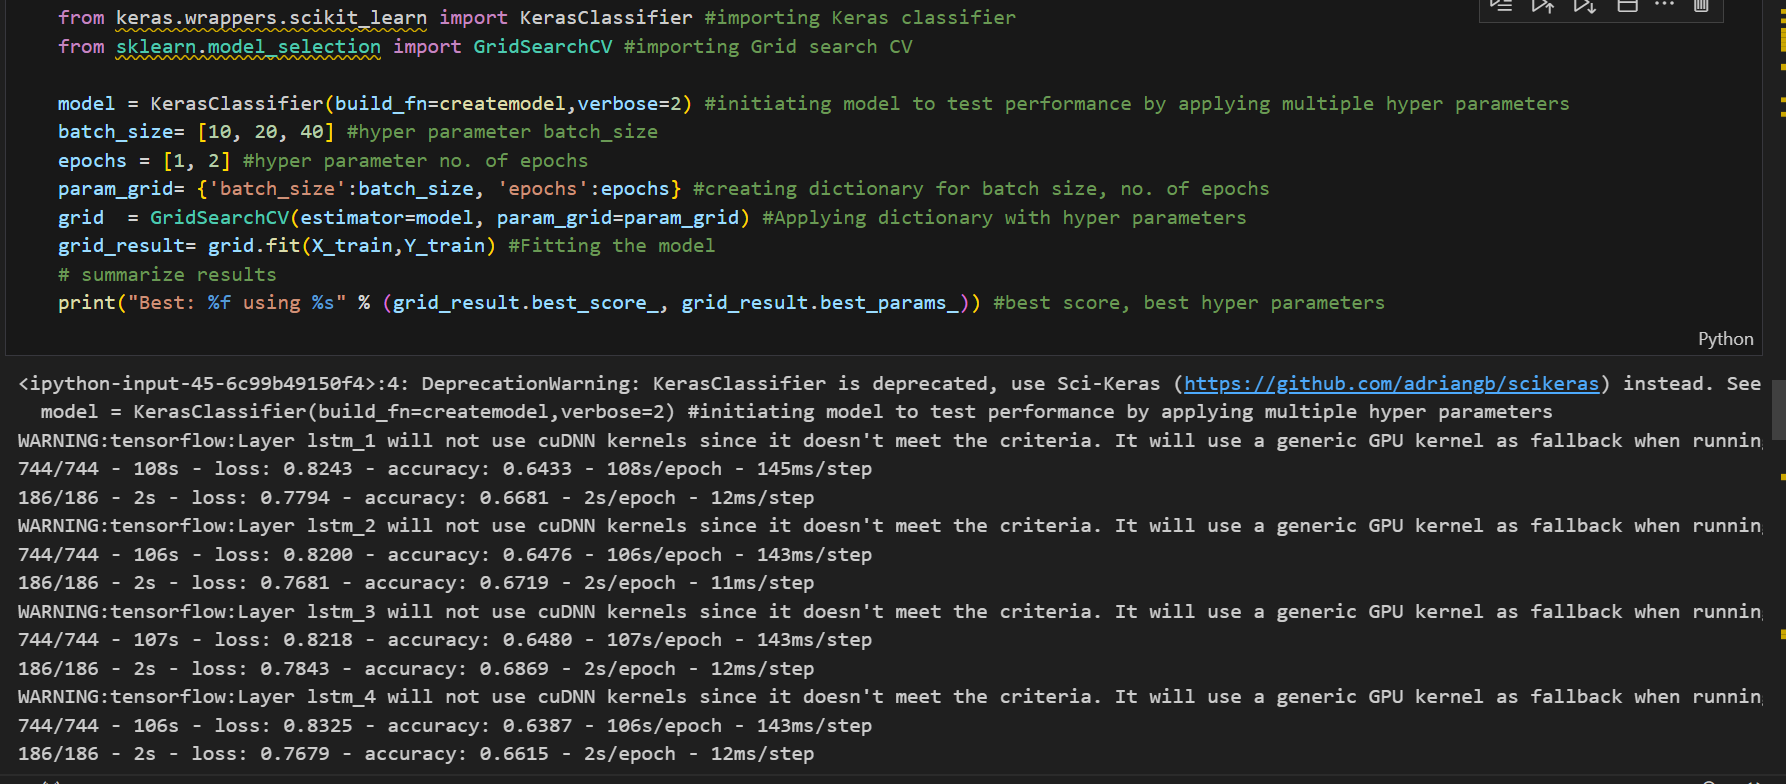 from keras.wrappers.scikit_learn import KerasClassifier #importing Keras classifier
from sklearn.model_selection import GridSearchCV #importing Grid search CV
model = KerasClassifier(build_fn=createmodel,verbose=2) #initiating model to test performance by applying multiple hyper parameters
batch_size= [10, 20, 40] #hyper parameter batch_size
epochs = [1, 2] #hyper parameter no. of epochs
param_grid= {'batch_size':batch_size, 'epochs':epochs} #creating dictionary for batch size, no. of epochs
grid  = GridSearchCV(estimator=model, param_grid=param_grid) #Applying dictionary with hyper parameters
grid_result= grid.fit(X_train,Y_train) #Fitting the model
# summarize results
print("Best: %f using %s" % (grid_result.best_score_, grid_result.best_params_)) #best score, best hyper parameters
Python
<ipython-input-45-6c99b49150f4>:4: DeprecationWarning: KerasClassifier is deprecated, use Sci-Keras (https://github.com/adriangb/scikeras) instead. See
  model = KerasClassifier(build_fn=createmodel,verbose=2) #initiating model to test performance by applying multiple hyper parameters
WARNING:tensorflow:Layer lstm_1 will not use cuDNN kernels since it doesn't meet the criteria. It will use a generic GPU kernel as fallback when runnin
744/744 - 108s - loss: 0.8243 - accuracy: 0.6433 - 108s/epoch - 145ms/step
186/186 - 2s - loss: 0.7794 - accuracy: 0.6681 - 2s/epoch - 12ms/step
WARNING:tensorflow:Layer lstm_2 will not use cuDNN kernels since it doesn't meet the criteria. It will use a generic GPU kernel as fallback when runnin
744/744 - 106s - loss: 0.8200 - accuracy: 0.6476 - 106s/epoch - 143ms/step
186/186 - 2s - loss: 0.7681 - accuracy: 0.6719 - 2s/epoch - 11ms/step
WARNING:tensorflow:Layer lstm_3 will not use cuDNN kernels since it doesn't meet the criteria. It will use a generic GPU kernel as fallback when runnin
744/744 - 107s - loss: 0.8218 - accuracy: 0.6480 - 107s/epoch - 143ms/step
186/186 - 2s - loss: 0.7843 - accuracy: 0.6869 - 2s/epoch - 12ms/step
WARNING:tensorflow:Layer lstm_4 will not use cuDNN kernels since it doesn't meet the criteria. It will use a generic GPU kernel as fallback when runnin
744/744 - 106s - loss: 0.8325 - accuracy: 0.6387 - 106s/epoch - 143ms/step
186/186 - 2s - loss: 0.7679 - accuracy: 0.6615 - 2s/epoch - 12ms/step